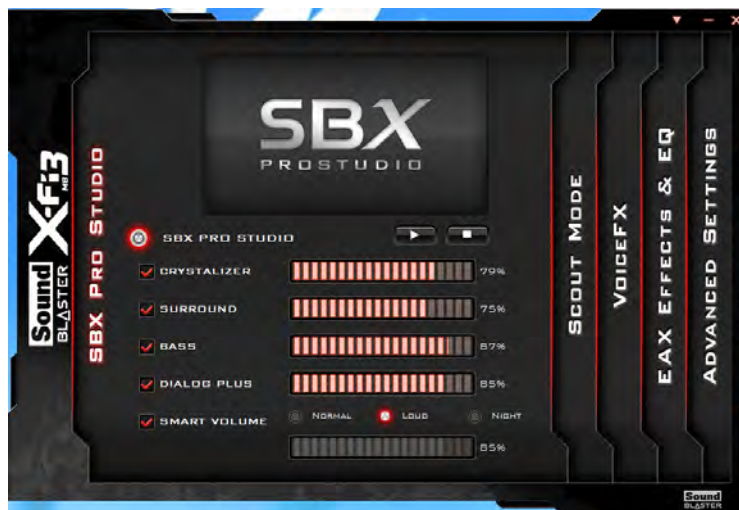 Sound BLASTER
X-Fi3 MB
SBX PRO STUDIO
SBX
PROSTUDIO
SBX PRO STUDIO
CRYSTALIZER 79%
SURROUND 75%
BASS 87%
DIALOG PLUS 85%
SMART VOLUME NORMAL LOUD NIGHT
85%
SCOUT MODE
VOICEFX
EAX EFFECTS & EQ
ADVANCED SETTINGS
Sound
BLASTER